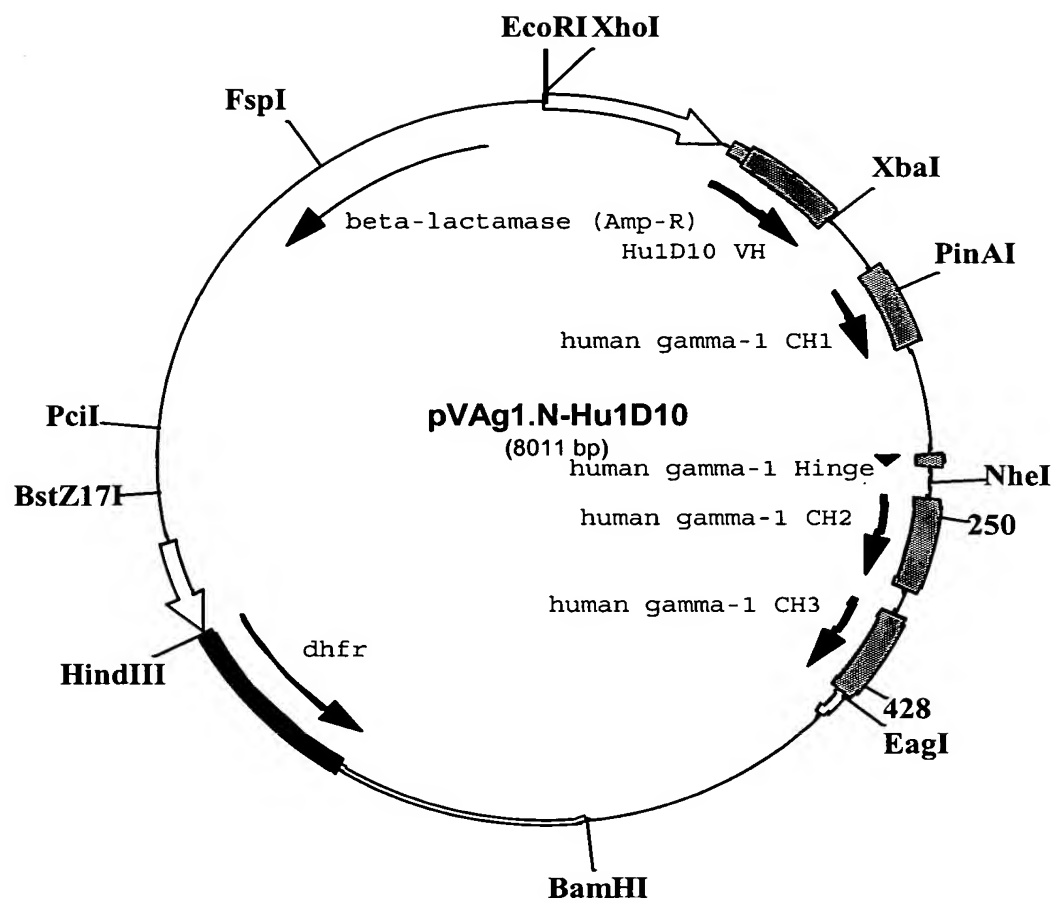 EcoRI XhoI
FspI
XbaI
beta-lactamase (Amp-R)
Hu1D10 VH
PinAI
human gamma-1 CH1
PciI
pVAg1.N-Hu1D10
(8011 bp)
human gamma-1 Hinge
NheI
BstZ17I
human gamma-1 CH2
250
human gamma-1 CH3
dhfr
HindIII
428
EagI
BamHI